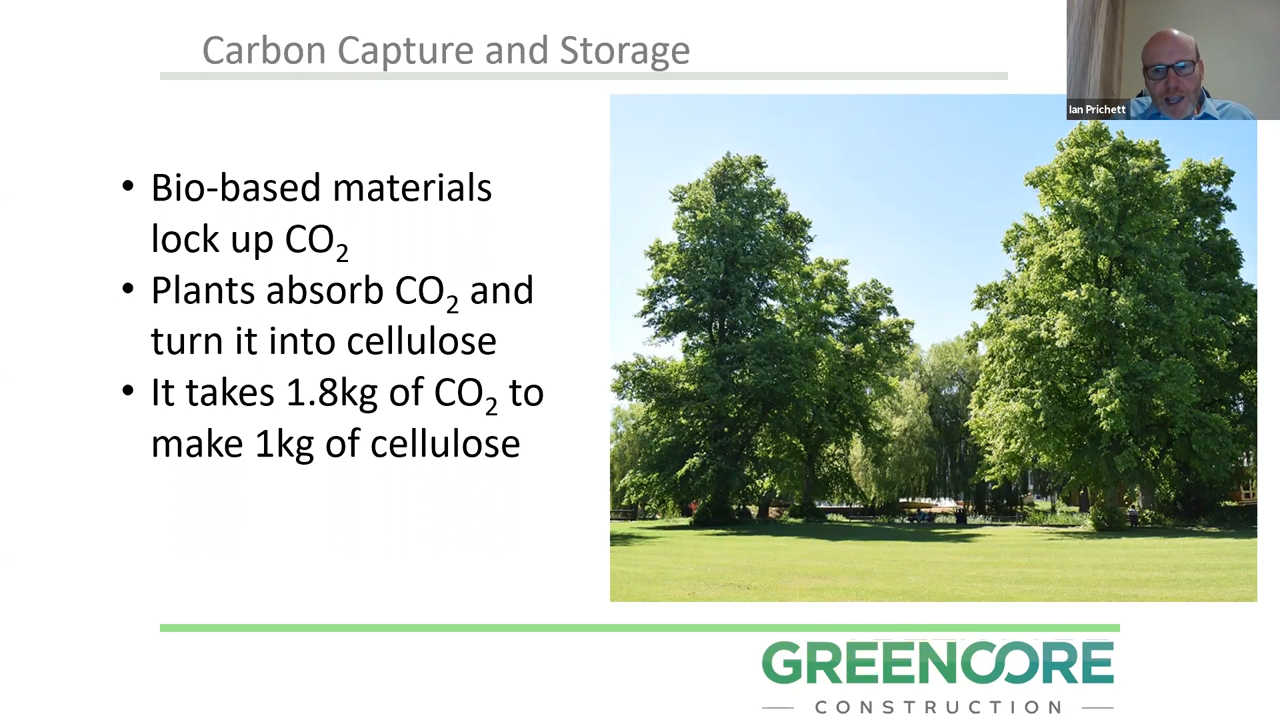 Carbon Capture and Storage
Ian Prichett
• Bio-based materials
lock up CO₂
• Plants absorb CO₂ and
turn it into cellulose
• It takes 1.8kg of CO₂ to
make 1kg of cellulose
GREENCORE
CONSTRUCTION